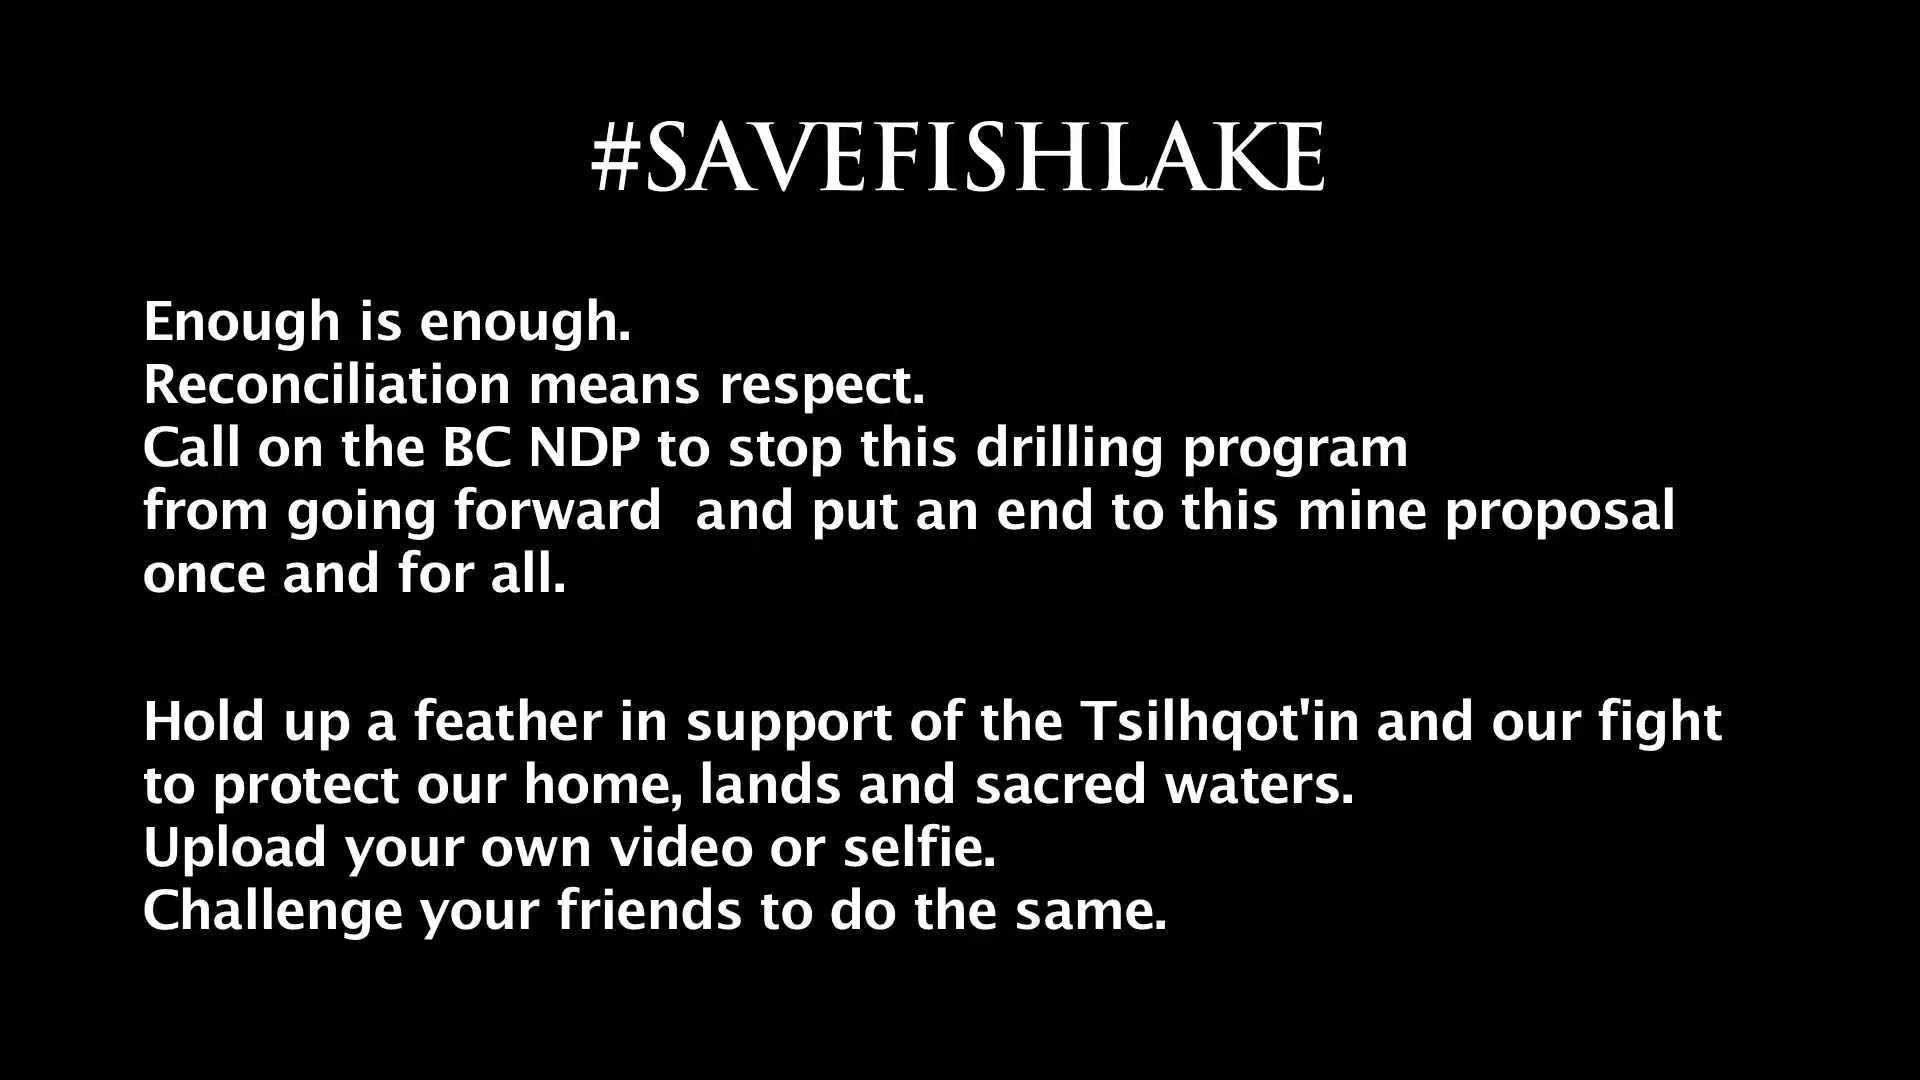 #SAVEFISHLAKE
Enough is enough.
Reconciliation means respect.
Call on the BC NDP to stop this drilling program
from going forward  and put an end to this mine proposal
once and for all.
Hold up a feather in support of the Tsilhqot'in and our fight
to protect our home, lands and sacred waters.
Upload your own video or selfie.
Challenge your friends to do the same.